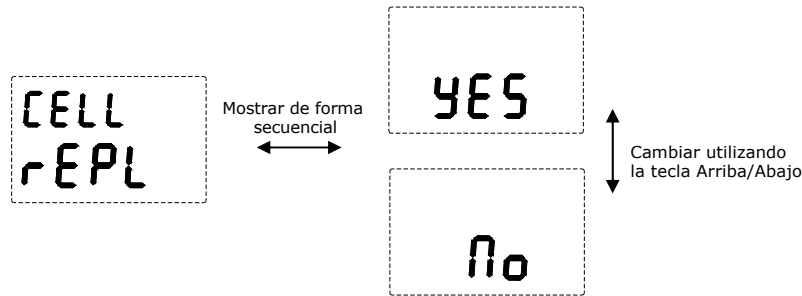 CELL
rEPL
Mostrar de forma
secuencial
YES
No
Cambiar utilizando
la tecla Arriba/Abajo